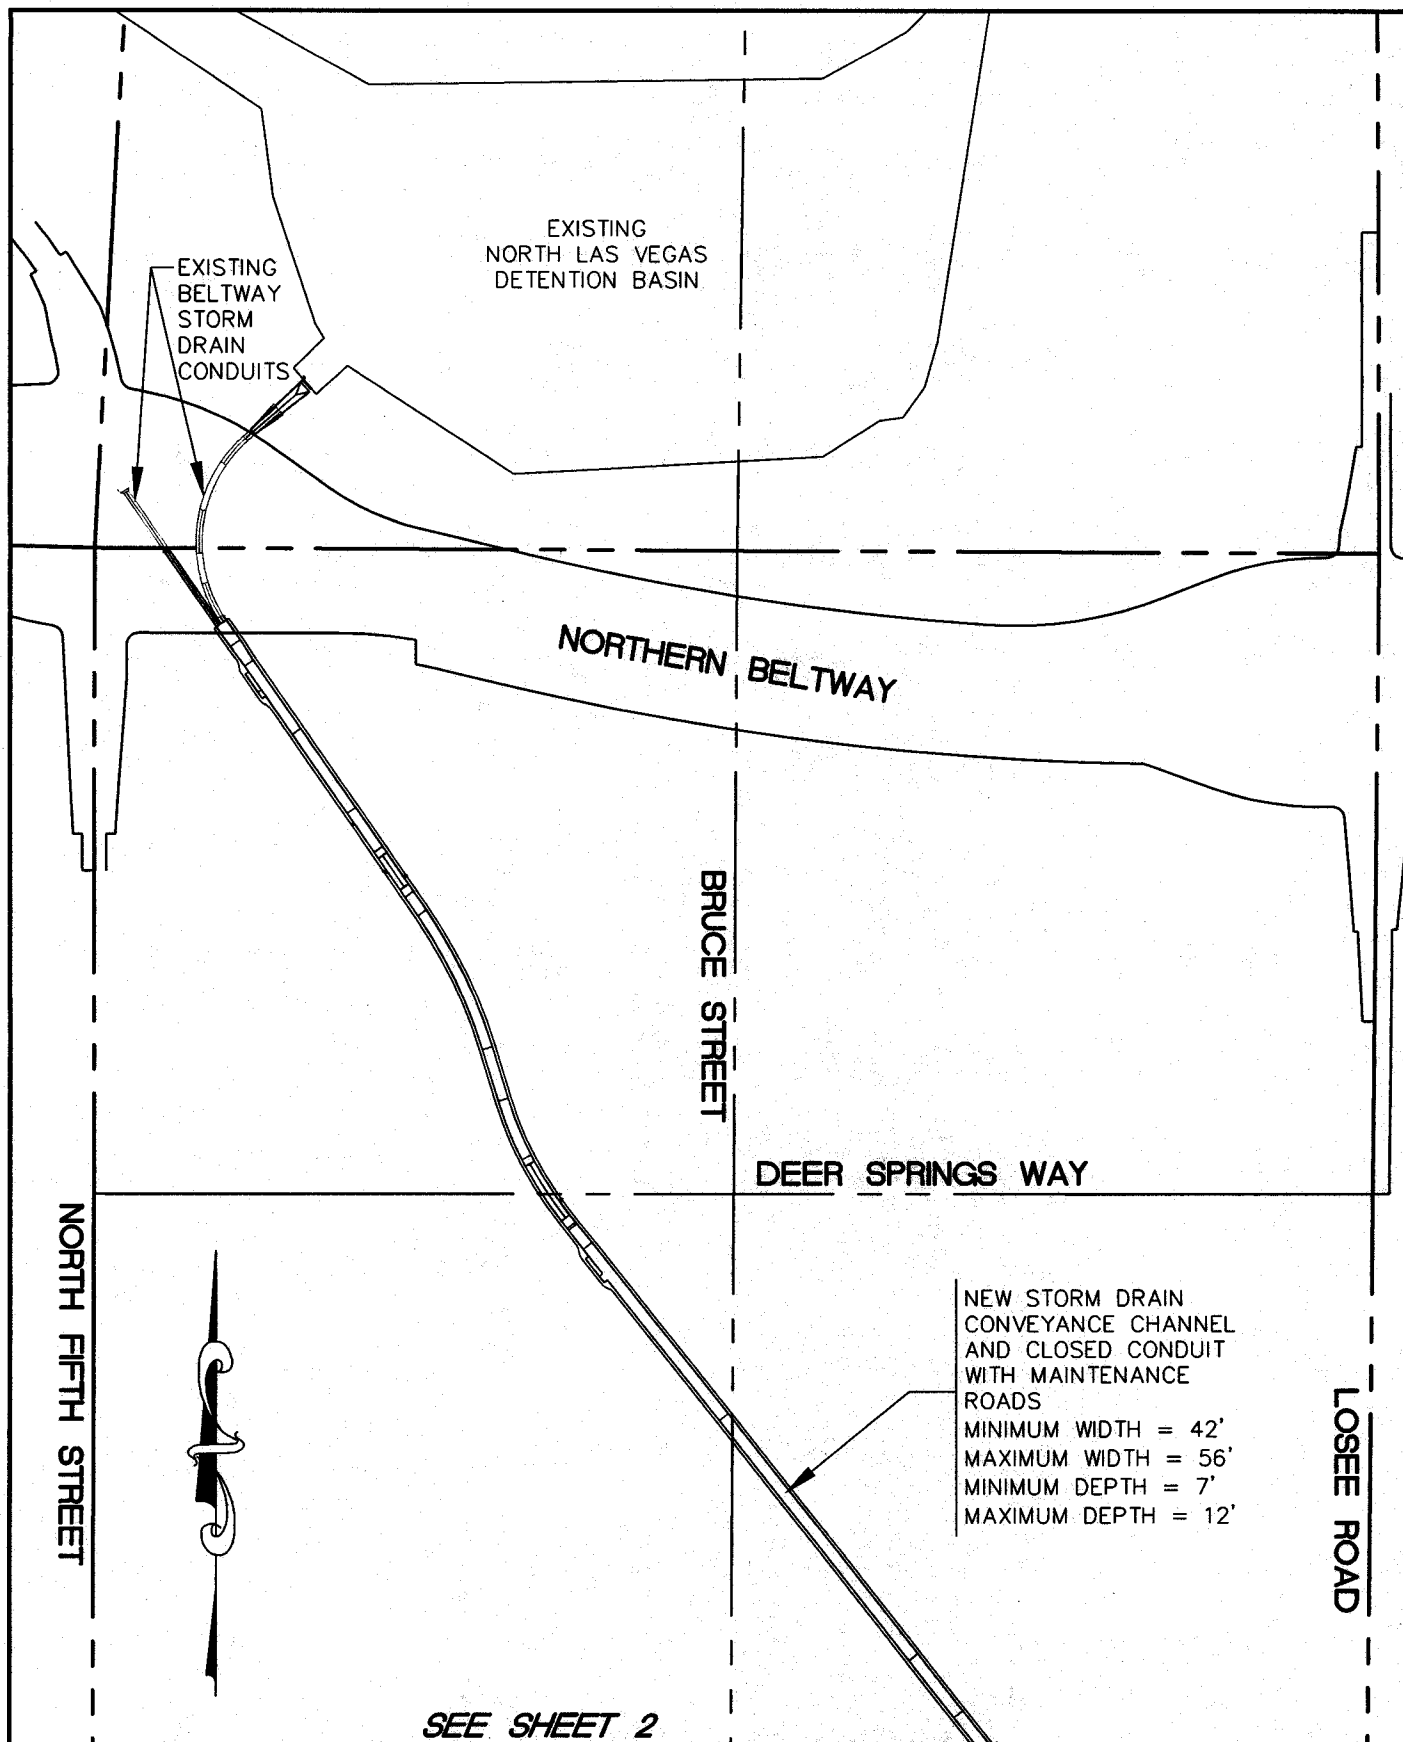 EXISTING
NORTH LAS VEGAS
DETENTION BASIN
EXISTING
BELTWAY
STORM
DRAIN
CONDUITS
NORTHERN BELTWAY
BRUCE STREET
DEER SPRINGS WAY
NORTH FIFTH STREET
NEW STORM DRAIN
CONVEYANCE CHANNEL
AND CLOSED CONDUIT
WITH MAINTENANCE
ROADS
MINIMUM WIDTH = 42'
MAXIMUM WIDTH = 56'
MINIMUM DEPTH = 7'
MAXIMUM DEPTH = 12'
LOSEE ROAD
SEE SHEET 2